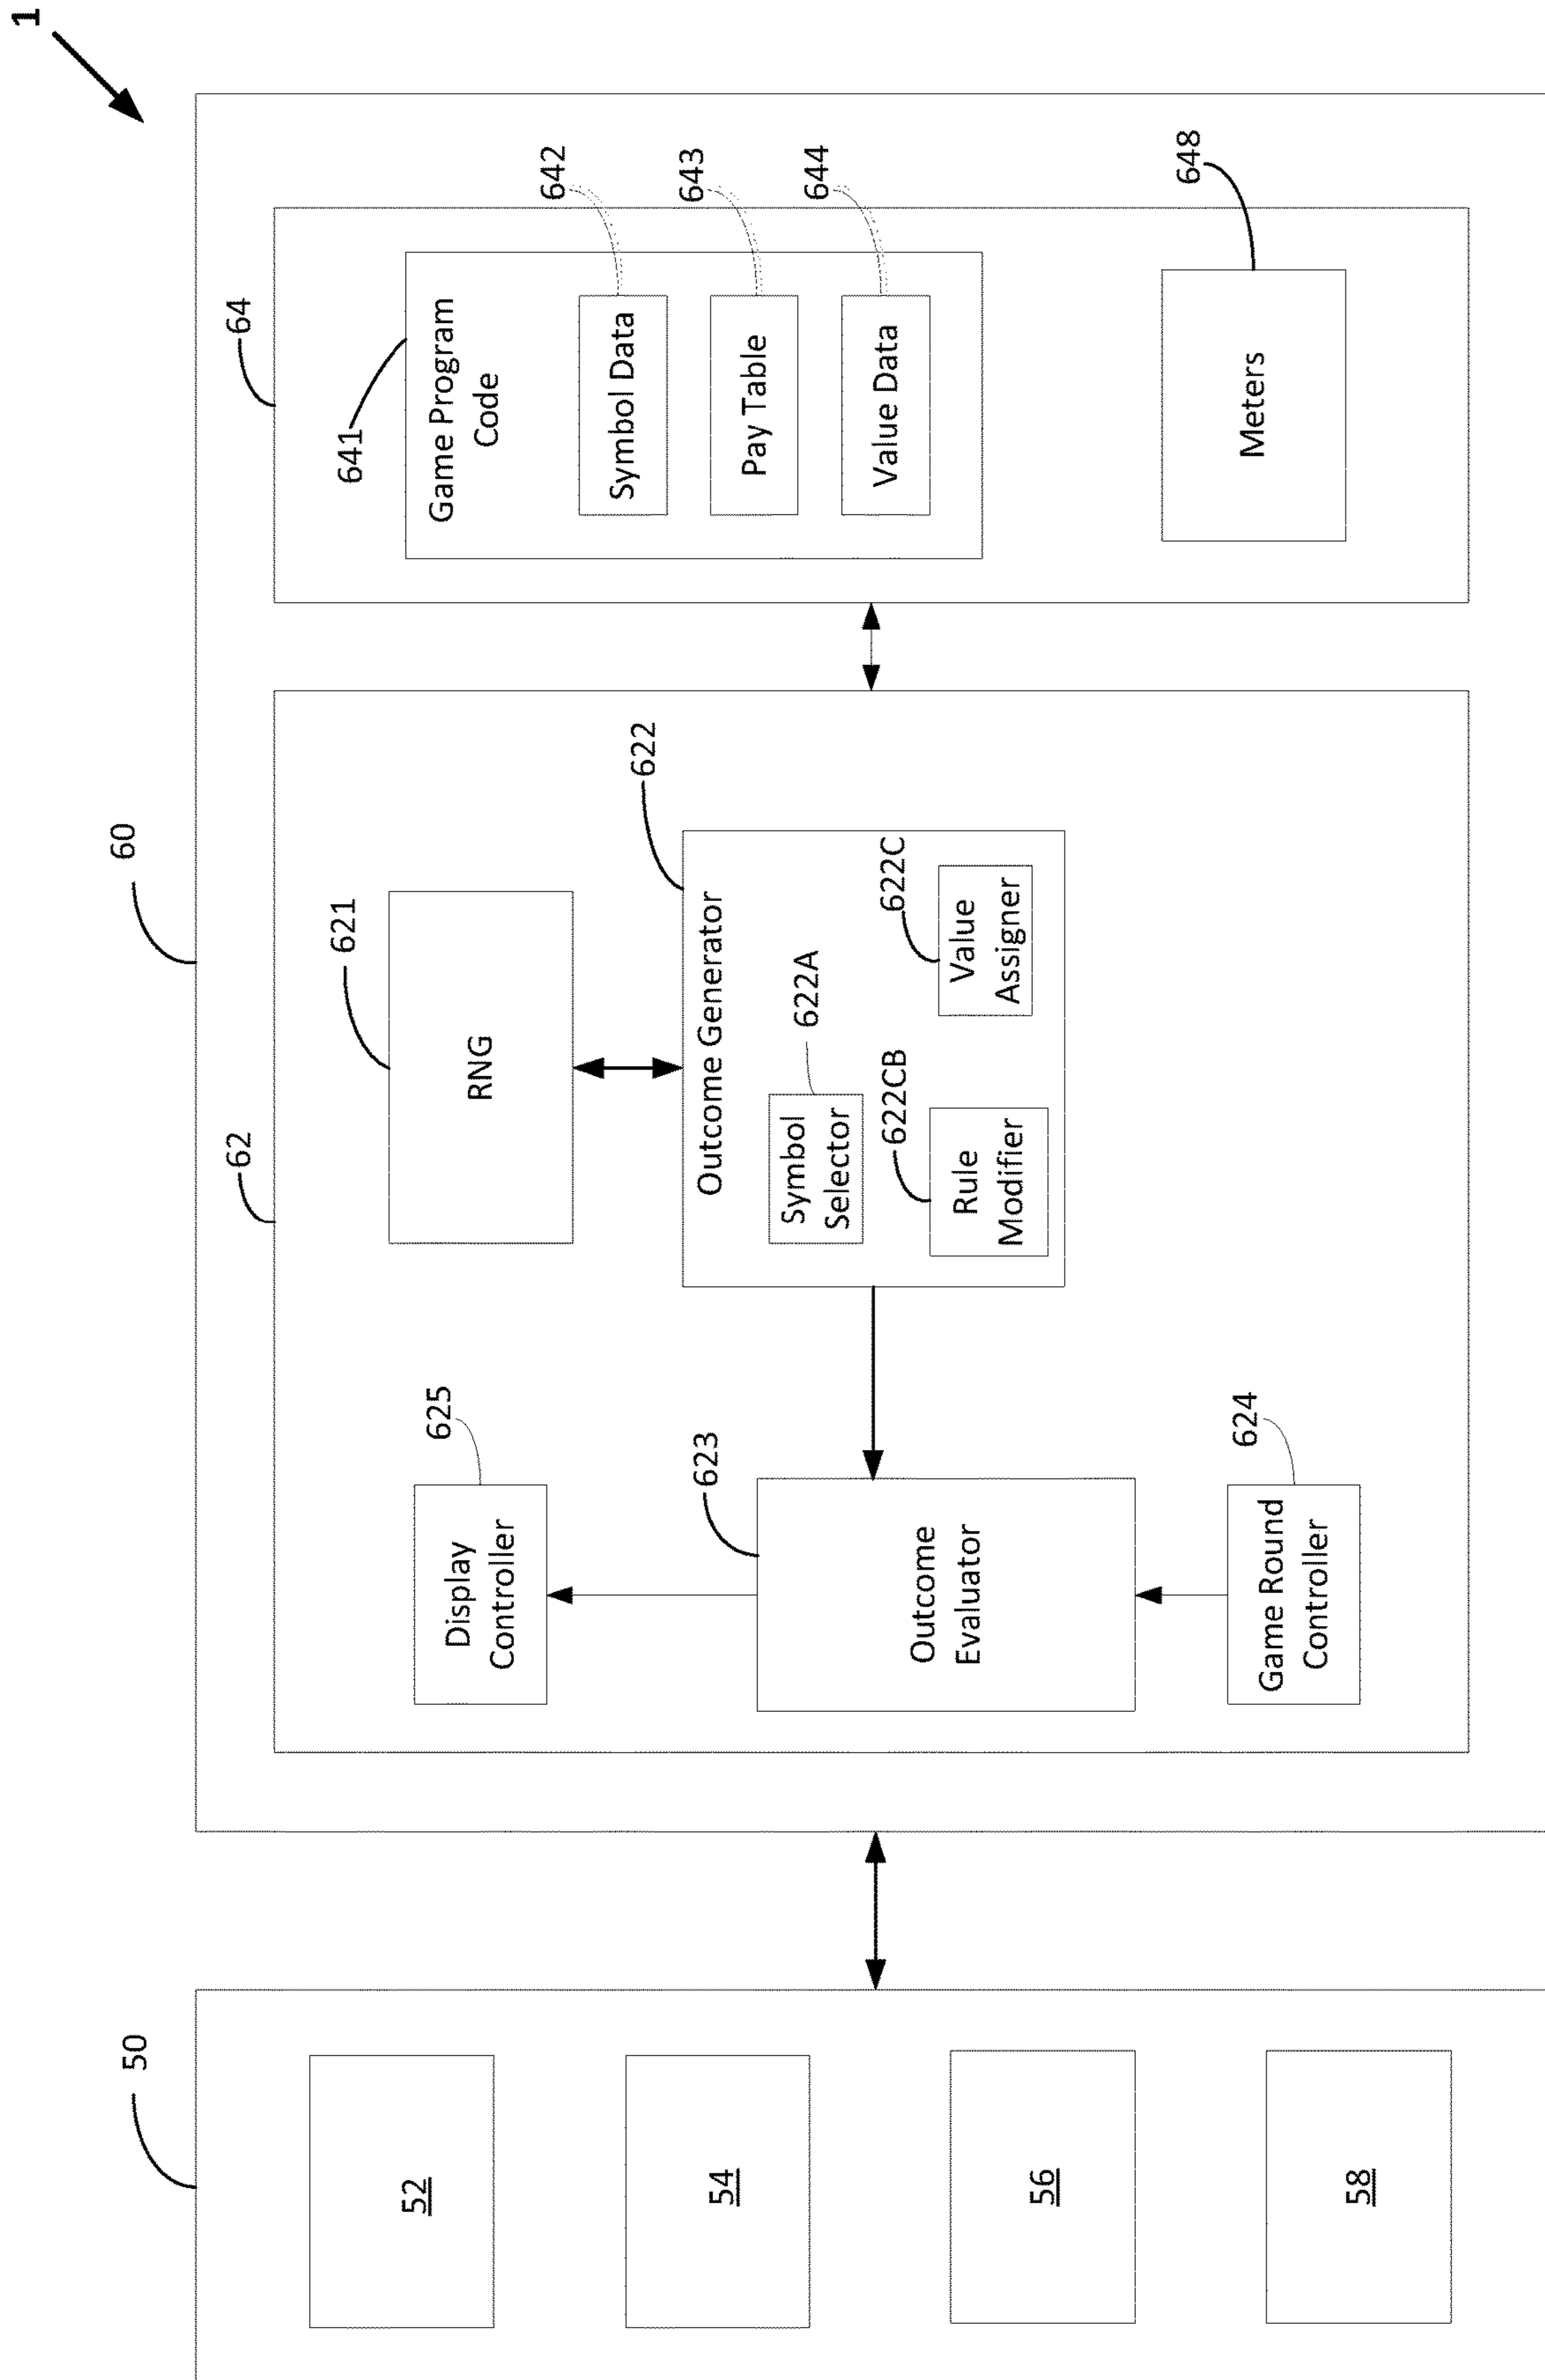 1
60
50
62
64
52
54
56
58
625
Display
Controller
623
Outcome
Evaluator
624
Game Round
Controller
621
RNG
622
Outcome Generator
622A
Symbol
Selector
622CB
Rule
Modifier
622C
Value
Assigner
641
Game Program
Code
642
Symbol Data
643
Pay Table
644
Value Data
648
Meters